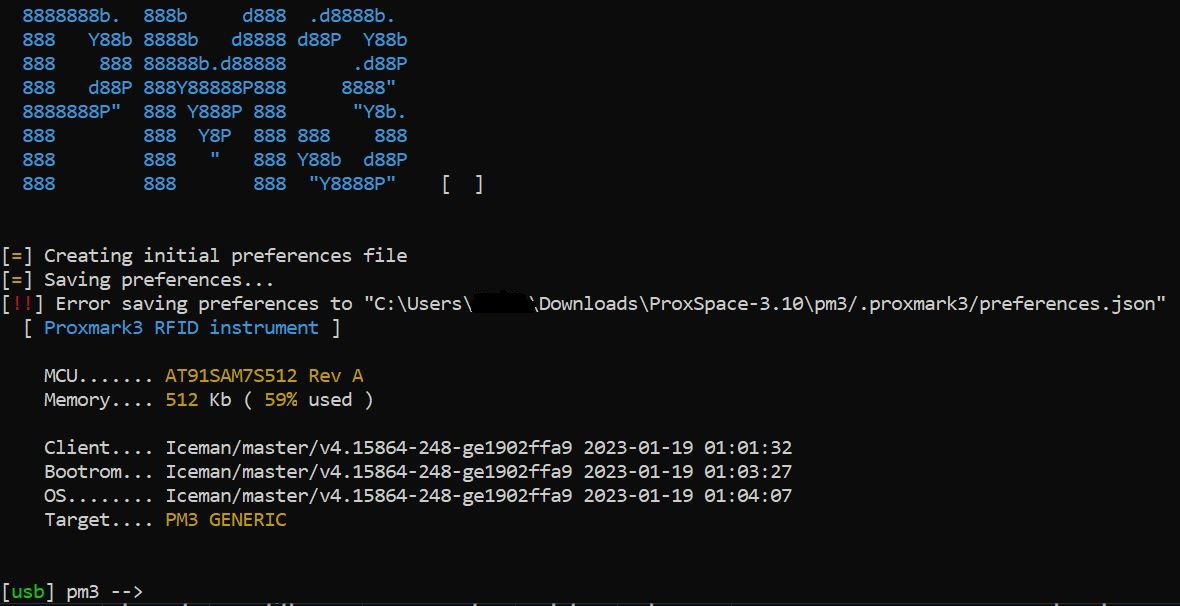 8888888b.  888b     d888  .d8888b.
888   Y88b 8888b   d8888 d88P  Y88b
888    888 88888b.d88888      .d88P
888   d88P 888Y88888P888     8888"
8888888P"  888 Y888P 888      "Y8b.
888        888  Y8P  888 888    888
888        888   "   888 Y88b  d88P
888        888       888  "Y8888P"    [  ]
[=] Creating initial preferences file
[=] Saving preferences...
[!!] Error saving preferences to "C:\Users\ \Downloads\ProxSpace-3.10\pm3/.proxmark3/preferences.json"
[ Proxmark3 RFID instrument ]
MCU....... AT91SAM7S512 Rev A
Memory.... 512 Kb ( 59% used )
Client.... Iceman/master/v4.15864-248-ge1902ffa9 2023-01-19 01:01:32
Bootrom... Iceman/master/v4.15864-248-ge1902ffa9 2023-01-19 01:03:27
OS........ Iceman/master/v4.15864-248-ge1902ffa9 2023-01-19 01:04:07
Target.... PM3 GENERIC
[usb] pm3 -->